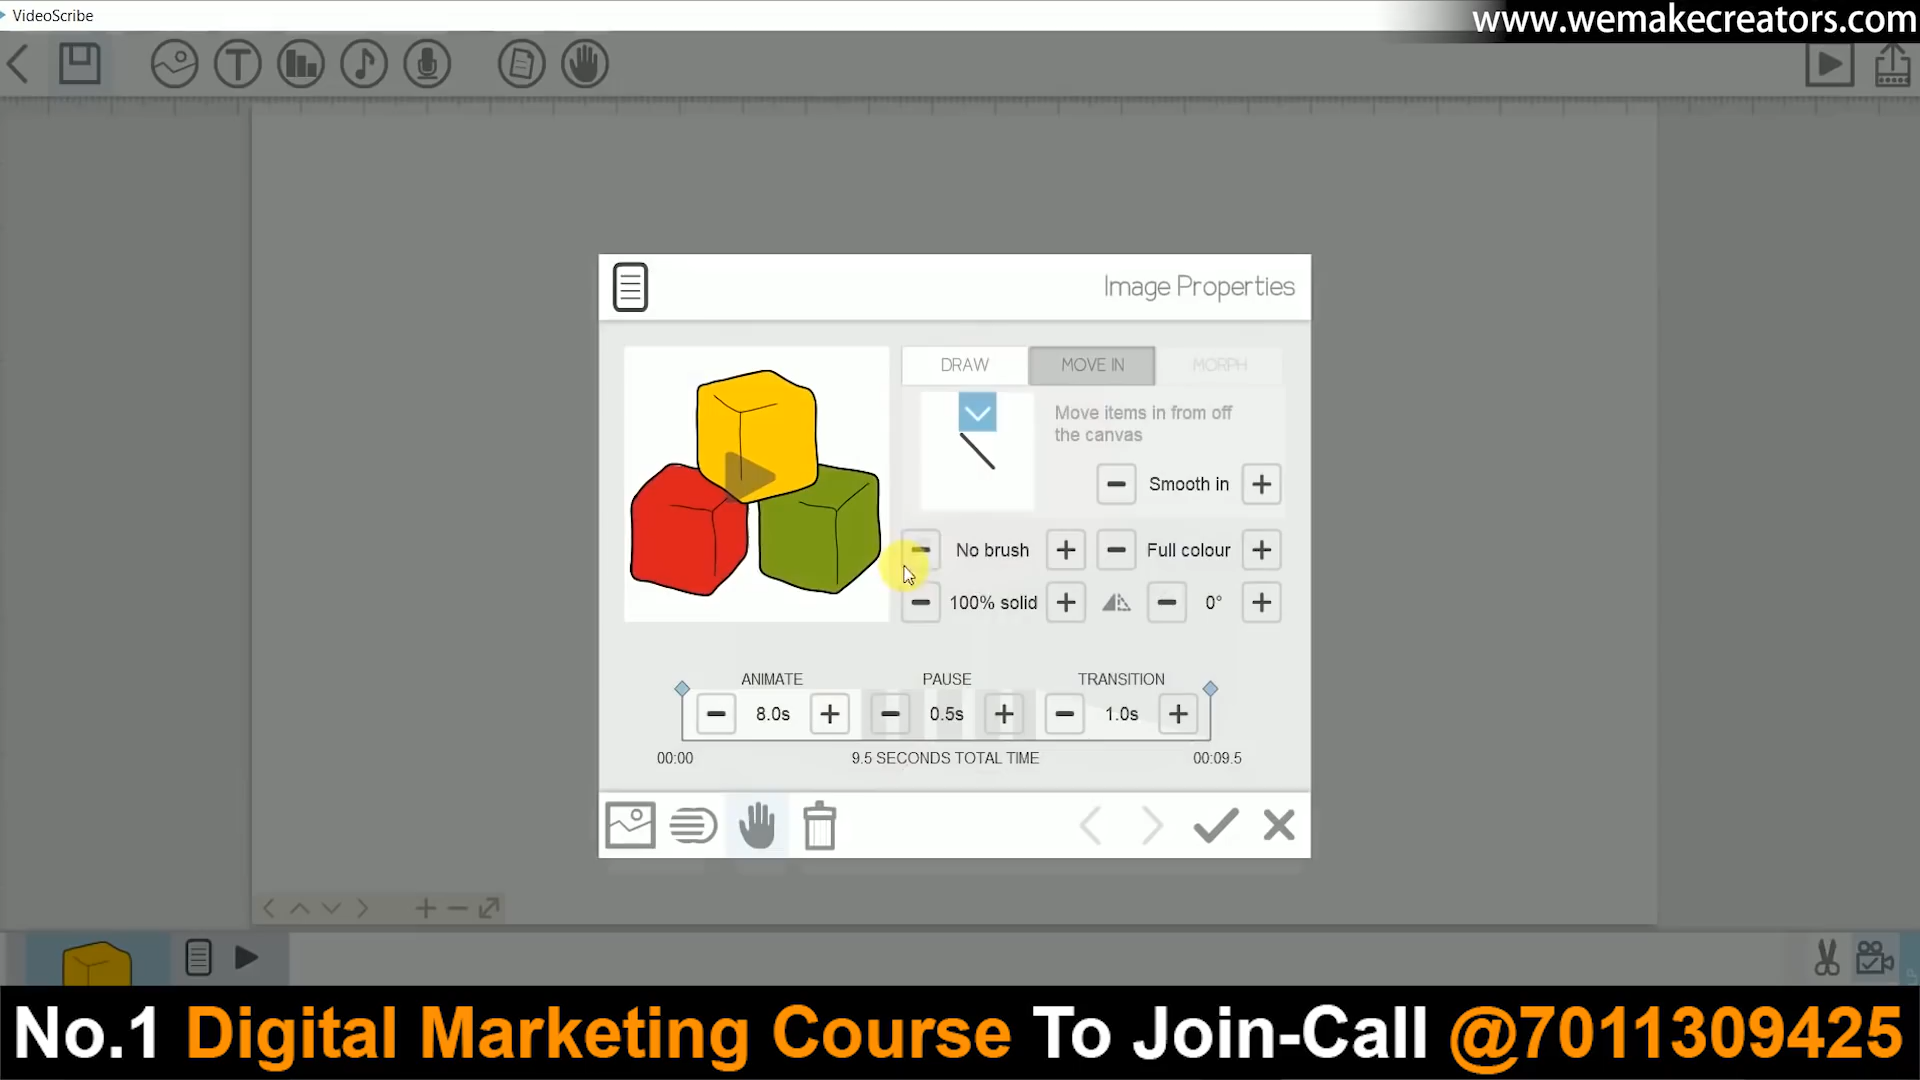 VideoScribe
www.wemakecreators.com
Image Properties
DRAW MOVE IN MORPH
Move items in from off
the canvas
Smooth in
No brush Full colour
100% solid 0°
ANIMATE PAUSE TRANSITION
8.0s 0.5s 1.0s
00:00 9.5 SECONDS TOTAL TIME 00:09.5
No.1 Digital Marketing Course To Join-Call @7011309425